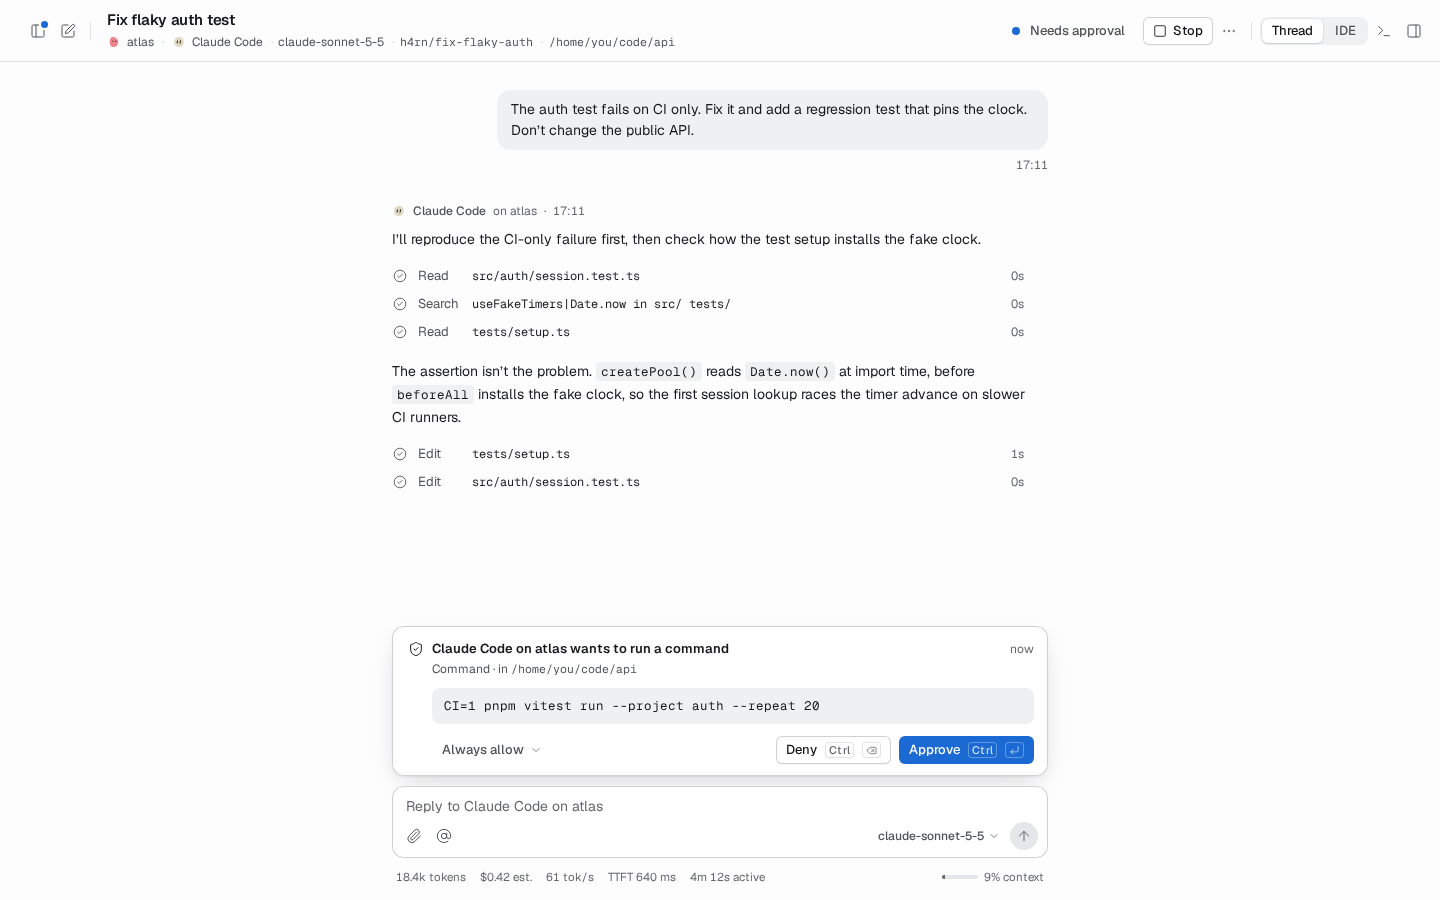 Fix flaky auth test
atlas · Claude Code · claude-sonnet-5-5 · h4rn/fix-flaky-auth · /home/you/code/api
Needs approval
Stop
Thread
IDE
The auth test fails on CI only. Fix it and add a regression test that pins the clock.
Don’t change the public API.
17:11
Claude Code on atlas · 17:11
I’ll reproduce the CI-only failure first, then check how the test setup installs the fake clock.
Read src/auth/session.test.ts 0s
Search useFakeTimers|Date.now in src/ tests/ 0s
Read tests/setup.ts 0s
The assertion isn’t the problem. createPool() reads Date.now() at import time, before
beforeAll installs the fake clock, so the first session lookup races the timer advance on slower
CI runners.
Edit tests/setup.ts 1s
Edit src/auth/session.test.ts 0s
Claude Code on atlas wants to run a command now
Command · in /home/you/code/api
CI=1 pnpm vitest run --project auth --repeat 20
Always allow
Deny Ctrl
Approve Ctrl
Reply to Claude Code on atlas
claude-sonnet-5-5
18.4k tokens $0.42 est. 61 tok/s TTFT 640 ms 4m 12s active 9% context